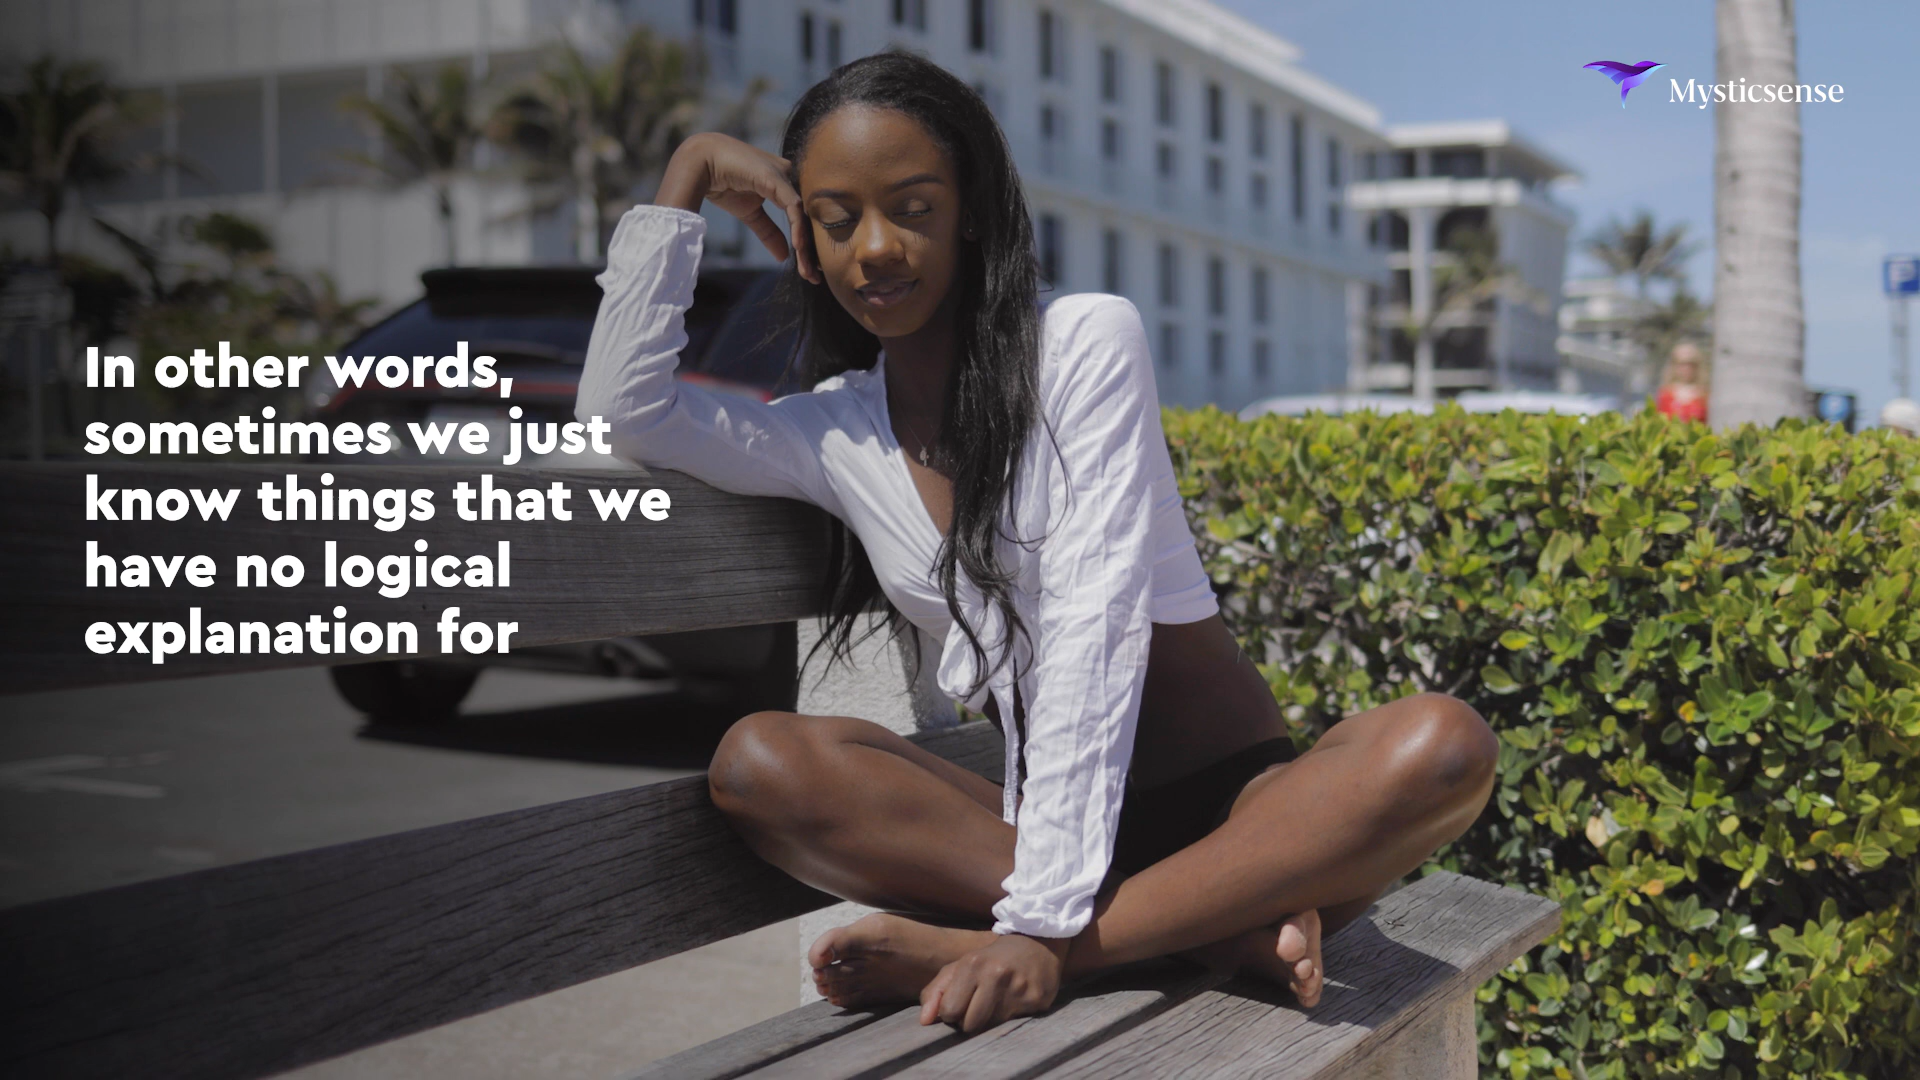 Mysticsense
In other words,
sometimes we just
know things that we
have no logical
explanation for
P